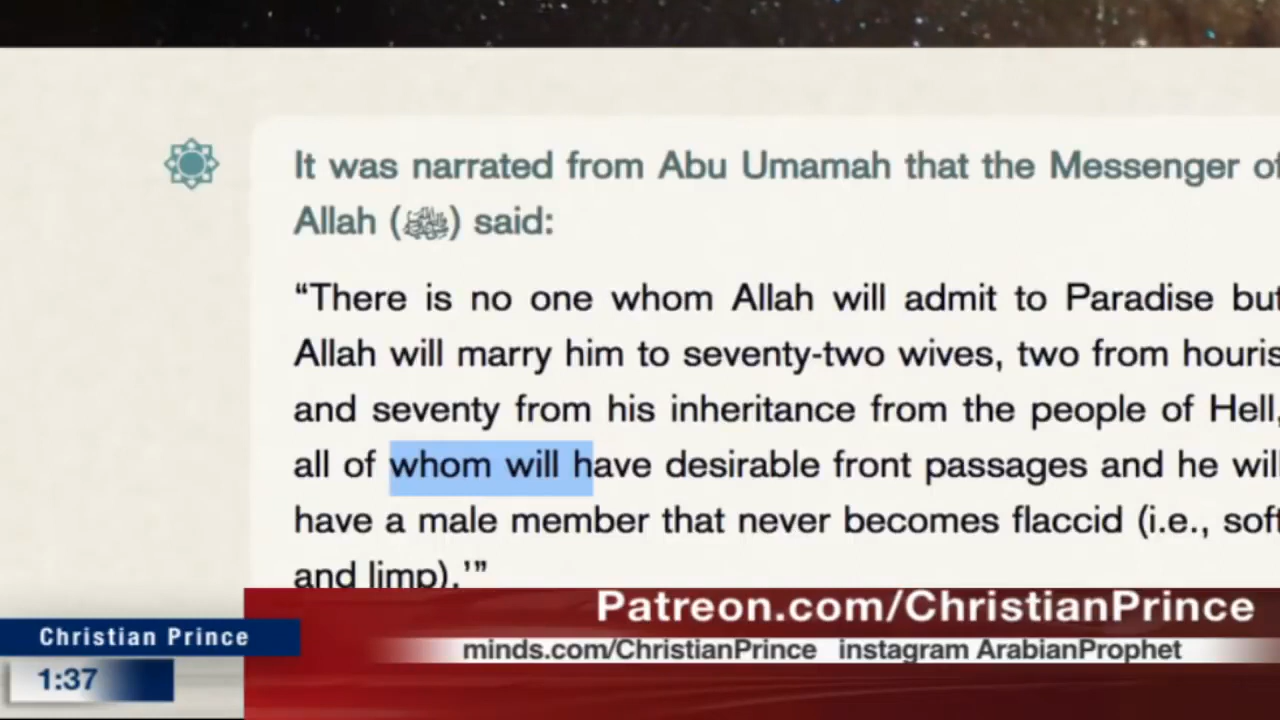 It was narrated from Abu Umamah that the Messenger of
Allah (ﷺ) said:
“There is no one whom Allah will admit to Paradise but
Allah will marry him to seventy-two wives, two from houris
and seventy from his inheritance from the people of Hell,
all of whom will have desirable front passages and he will
have a male member that never becomes flaccid (i.e., soft
and limp).’”
Patreon.com/ChristianPrince
Christian Prince
minds.com/ChristianPrince instagram ArabianProphet
1:37